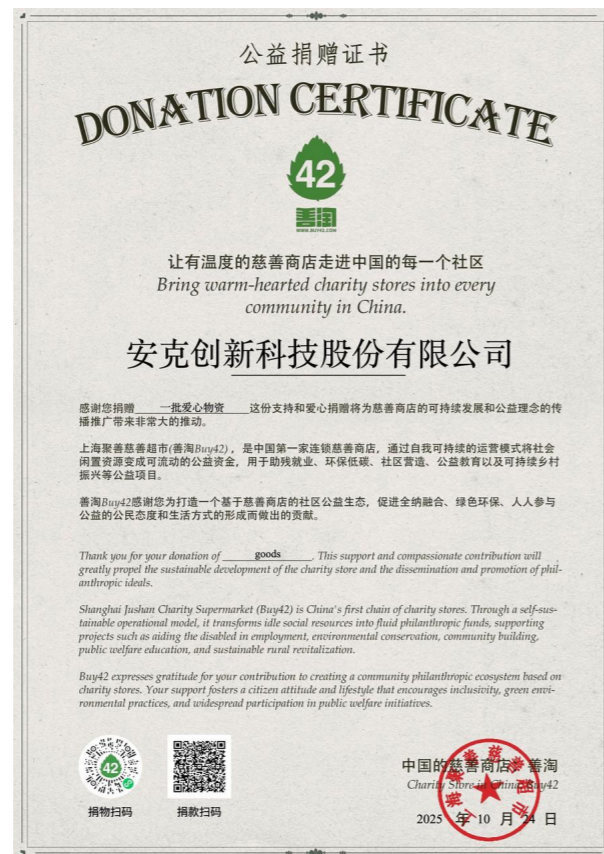 公益捐赠证书
DONATION CERTIFICATE
42
善淘
WWW.BUY42.COM
让有温度的慈善商店走进中国的每一个社区
Bring warm-hearted charity stores into every
community in China.
安克创新科技股份有限公司
感谢您捐赠 一批爱心物资 这份支持和爱心捐赠将为慈善商店的可持续发展和公益理念的传
播推广带来非常大的推动。
上海聚善慈善超市(善淘Buy42) ，是中国第一家连锁慈善商店，通过自我可持续的运营模式将社会
闲置资源变成可流动的公益资金，用于助残就业、环保低碳、社区营造、公益教育以及可持续乡村
振兴等公益项目。
善淘Buy42感谢您为打造一个基于慈善商店的社区公益生态，促进全纳融合、绿色环保、人人参与
公益的公民态度和生活方式的形成而做出的贡献。
Thank you for your donation of goods . This support and compassionate contribution will
greatly propel the sustainable development of the charity store and the dissemination and promotion of phil-
anthropic ideals.
Shanghai Jushan Charity Supermarket (Buy42) is China's first chain of charity stores. Through a self-sus-
tainable operational model, it transforms idle social resources into fluid philanthropic funds, supporting
projects such as aiding the disabled in employment, environmental conservation, community building,
public welfare education, and sustainable rural revitalization.
Buy42 expresses gratitude for your contribution to creating a community philanthropic ecosystem based on
charity stores. Your support fosters a citizen attitude and lifestyle that encourages inclusivity, green envi-
ronmental practices, and widespread participation in public welfare initiatives.
42
捐物扫码
捐款扫码
中国的慈善商店，善淘
Charity Store in China, Buy42
上海聚善慈善超市
2025 年 10 月 24 日